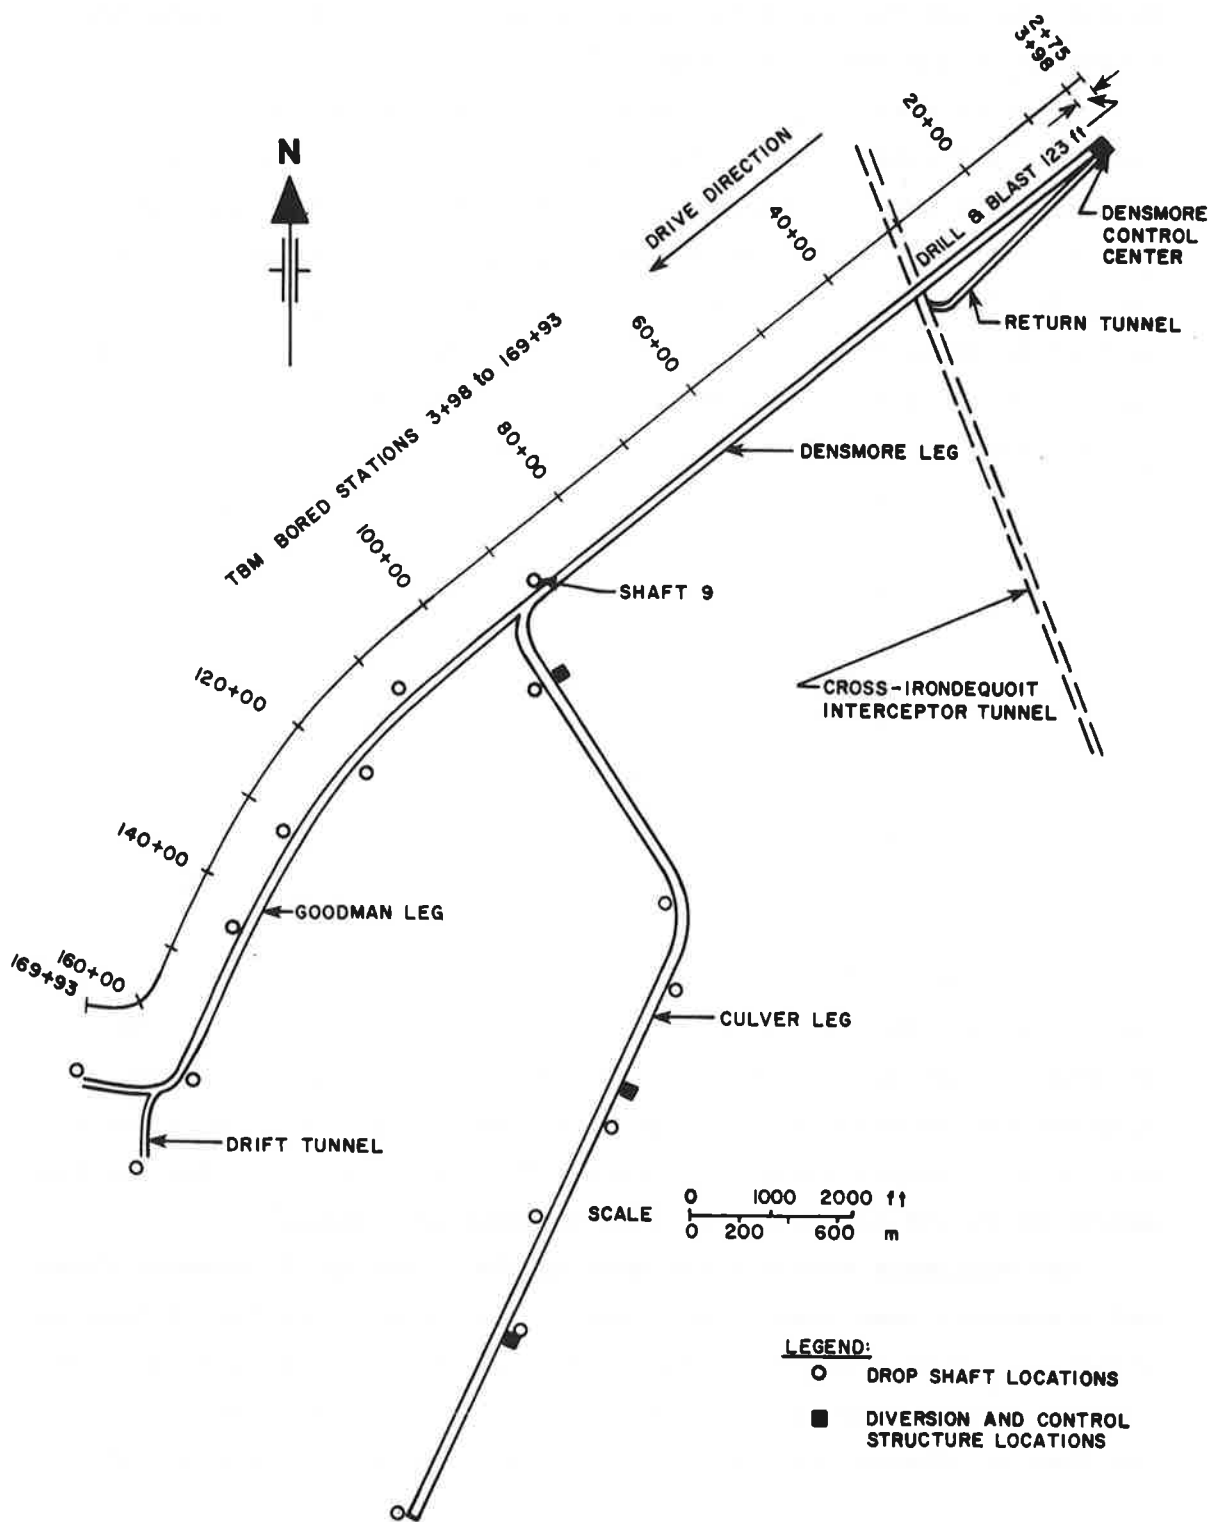 2+75
3+98
20+00
N
DRIVE DIRECTION
DRILL & BLAST 123 ft
DENSMORE
CONTROL
CENTER
40+00
RETURN TUNNEL
60+00
TBM BORED STATIONS 3+98 to 169+93
80+00
DENSMORE LEG
100+00
SHAFT 9
120+00
CROSS-IRONDEQUOIT
INTERCEPTOR TUNNEL
140+00
GOODMAN LEG
160+00
169+93
CULVER LEG
DRIFT TUNNEL
SCALE
0 1000 2000 ft
0 200 600 m
LEGEND:
DROP SHAFT LOCATIONS
DIVERSION AND CONTROL
STRUCTURE LOCATIONS